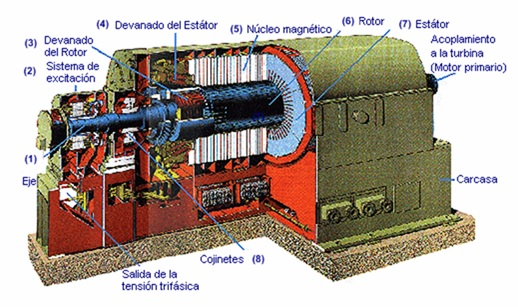 (4) Devanado del Estátor
(5) Núcleo magnético
(6) Rotor
(7) Estátor
(3) Devanado
del Rotor
(2) Sistema de
excitación
Acoplamiento
a la turbina
(Motor primario)
(1)
Eje
Carcasa
Cojinetes (8)
Salida de la
tensión trifásica